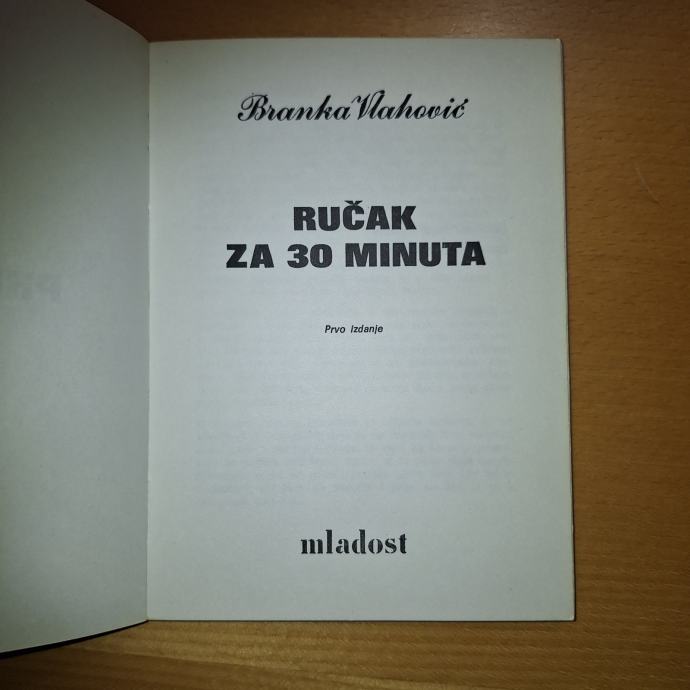 Branka Vlahović
RUČAK
ZA 30 MINUTA
Prvo izdanje
mladost